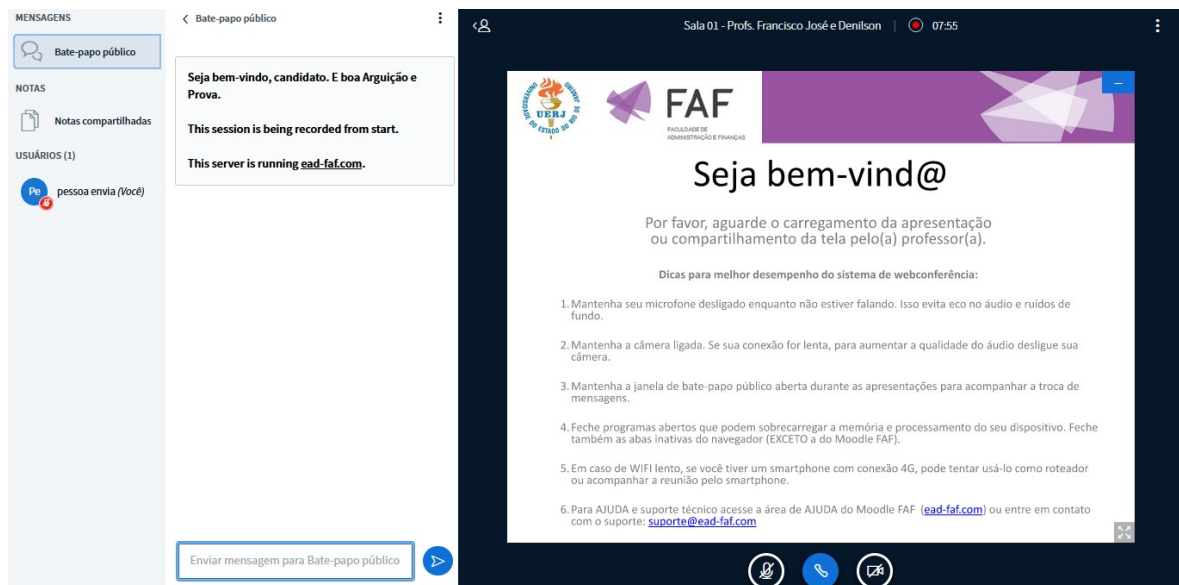 MENSAGENS
Bate-papo público
NOTAS
Notas compartilhadas
USUÁRIOS (1)
Pe
pessoa envia (Você)
Bate-papo público
Seja bem-vindo, candidato. E boa Arguição e
Prova.
This session is being recorded from start.
This server is running ead-faf.com.
Enviar mensagem para Bate-papo público
Sala 01 - Profs. Francisco José e Denilson
07:55
UNIVERSIDADE DO ESTADO DO RIO DE JANEIRO
UERJ
FAF
FACULDADE DE
ADMINISTRAÇÃO E FINANÇAS
Seja bem-vind@
Por favor, aguarde o carregamento da apresentação
ou compartilhamento da tela pelo(a) professor(a).
Dicas para melhor desempenho do sistema de webconferência:
1. Mantenha seu microfone desligado enquanto não estiver falando. Isso evita eco no áudio e ruídos de
fundo.
2. Mantenha a câmera ligada. Se sua conexão for lenta, para aumentar a qualidade do áudio desligue sua
câmera.
3. Mantenha a janela de bate-papo público aberta durante as apresentações para acompanhar a troca de
mensagens.
4. Feche programas abertos que podem sobrecarregar a memória e processamento do seu dispositivo. Feche
também as abas inativas do navegador (EXCETO a do Moodle FAF).
5. Em caso de WIFI lento, se você tiver um smartphone com conexão 4G, pode tentar usá-lo como roteador
ou acompanhar a reunião pelo smartphone.
6. Para AJUDA e suporte técnico acesse a área de AJUDA do Moodle FAF (ead-faf.com) ou entre em contato
com o suporte: suporte@ead-faf.com